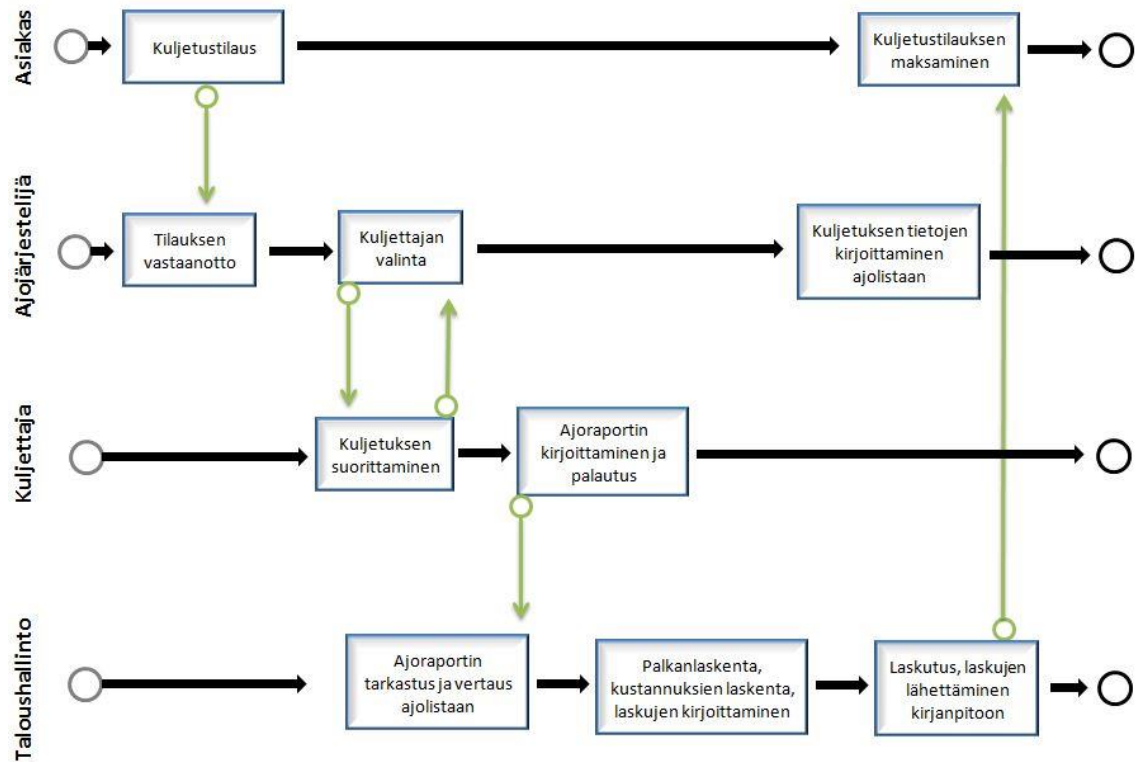 Asiakas
Kuljetustilaus
Kuljetustilauksen
maksaminen
Ajojärjestelijä
Tilauksen
vastaanotto
Kuljettajan
valinta
Kuljetuksen tietojen
kirjoittaminen
ajolistaan
Kuljettaja
Kuljetuksen
suorittaminen
Ajoraportin
kirjoittaminen ja
palautus
Taloushallinto
Ajoraportin
tarkastus ja vertaus
ajolistaan
Palkanlaskenta,
kustannuksien laskenta,
laskujen kirjoittaminen
Laskutus, laskujen
lähettäminen
kirjanpitoon